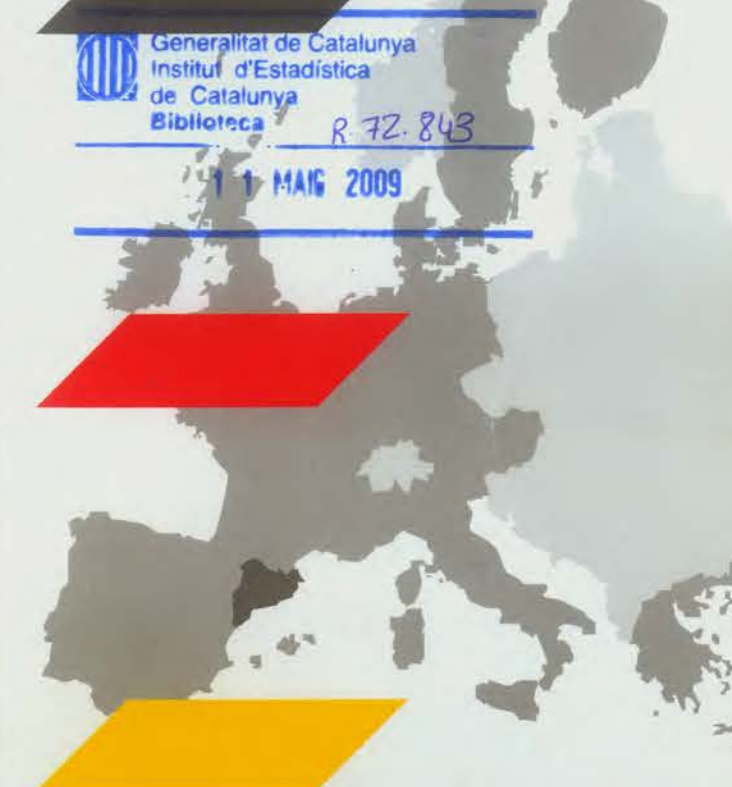 Generalitat de Catalunya
Institut d'Estadística
de Catalunya
Biblioteca R. 72.843
11 MAIG 2009